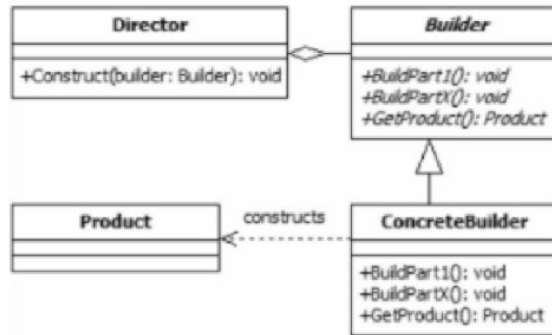 Director
+Construct(builder: Builder): void
Builder
+BuildPart1(): void
+BuildPartX(): void
+GetProduct(): Product
Product
constructs
ConcreteBuilder
+BuildPart1(): void
+BuildPartX(): void
+GetProduct(): Product